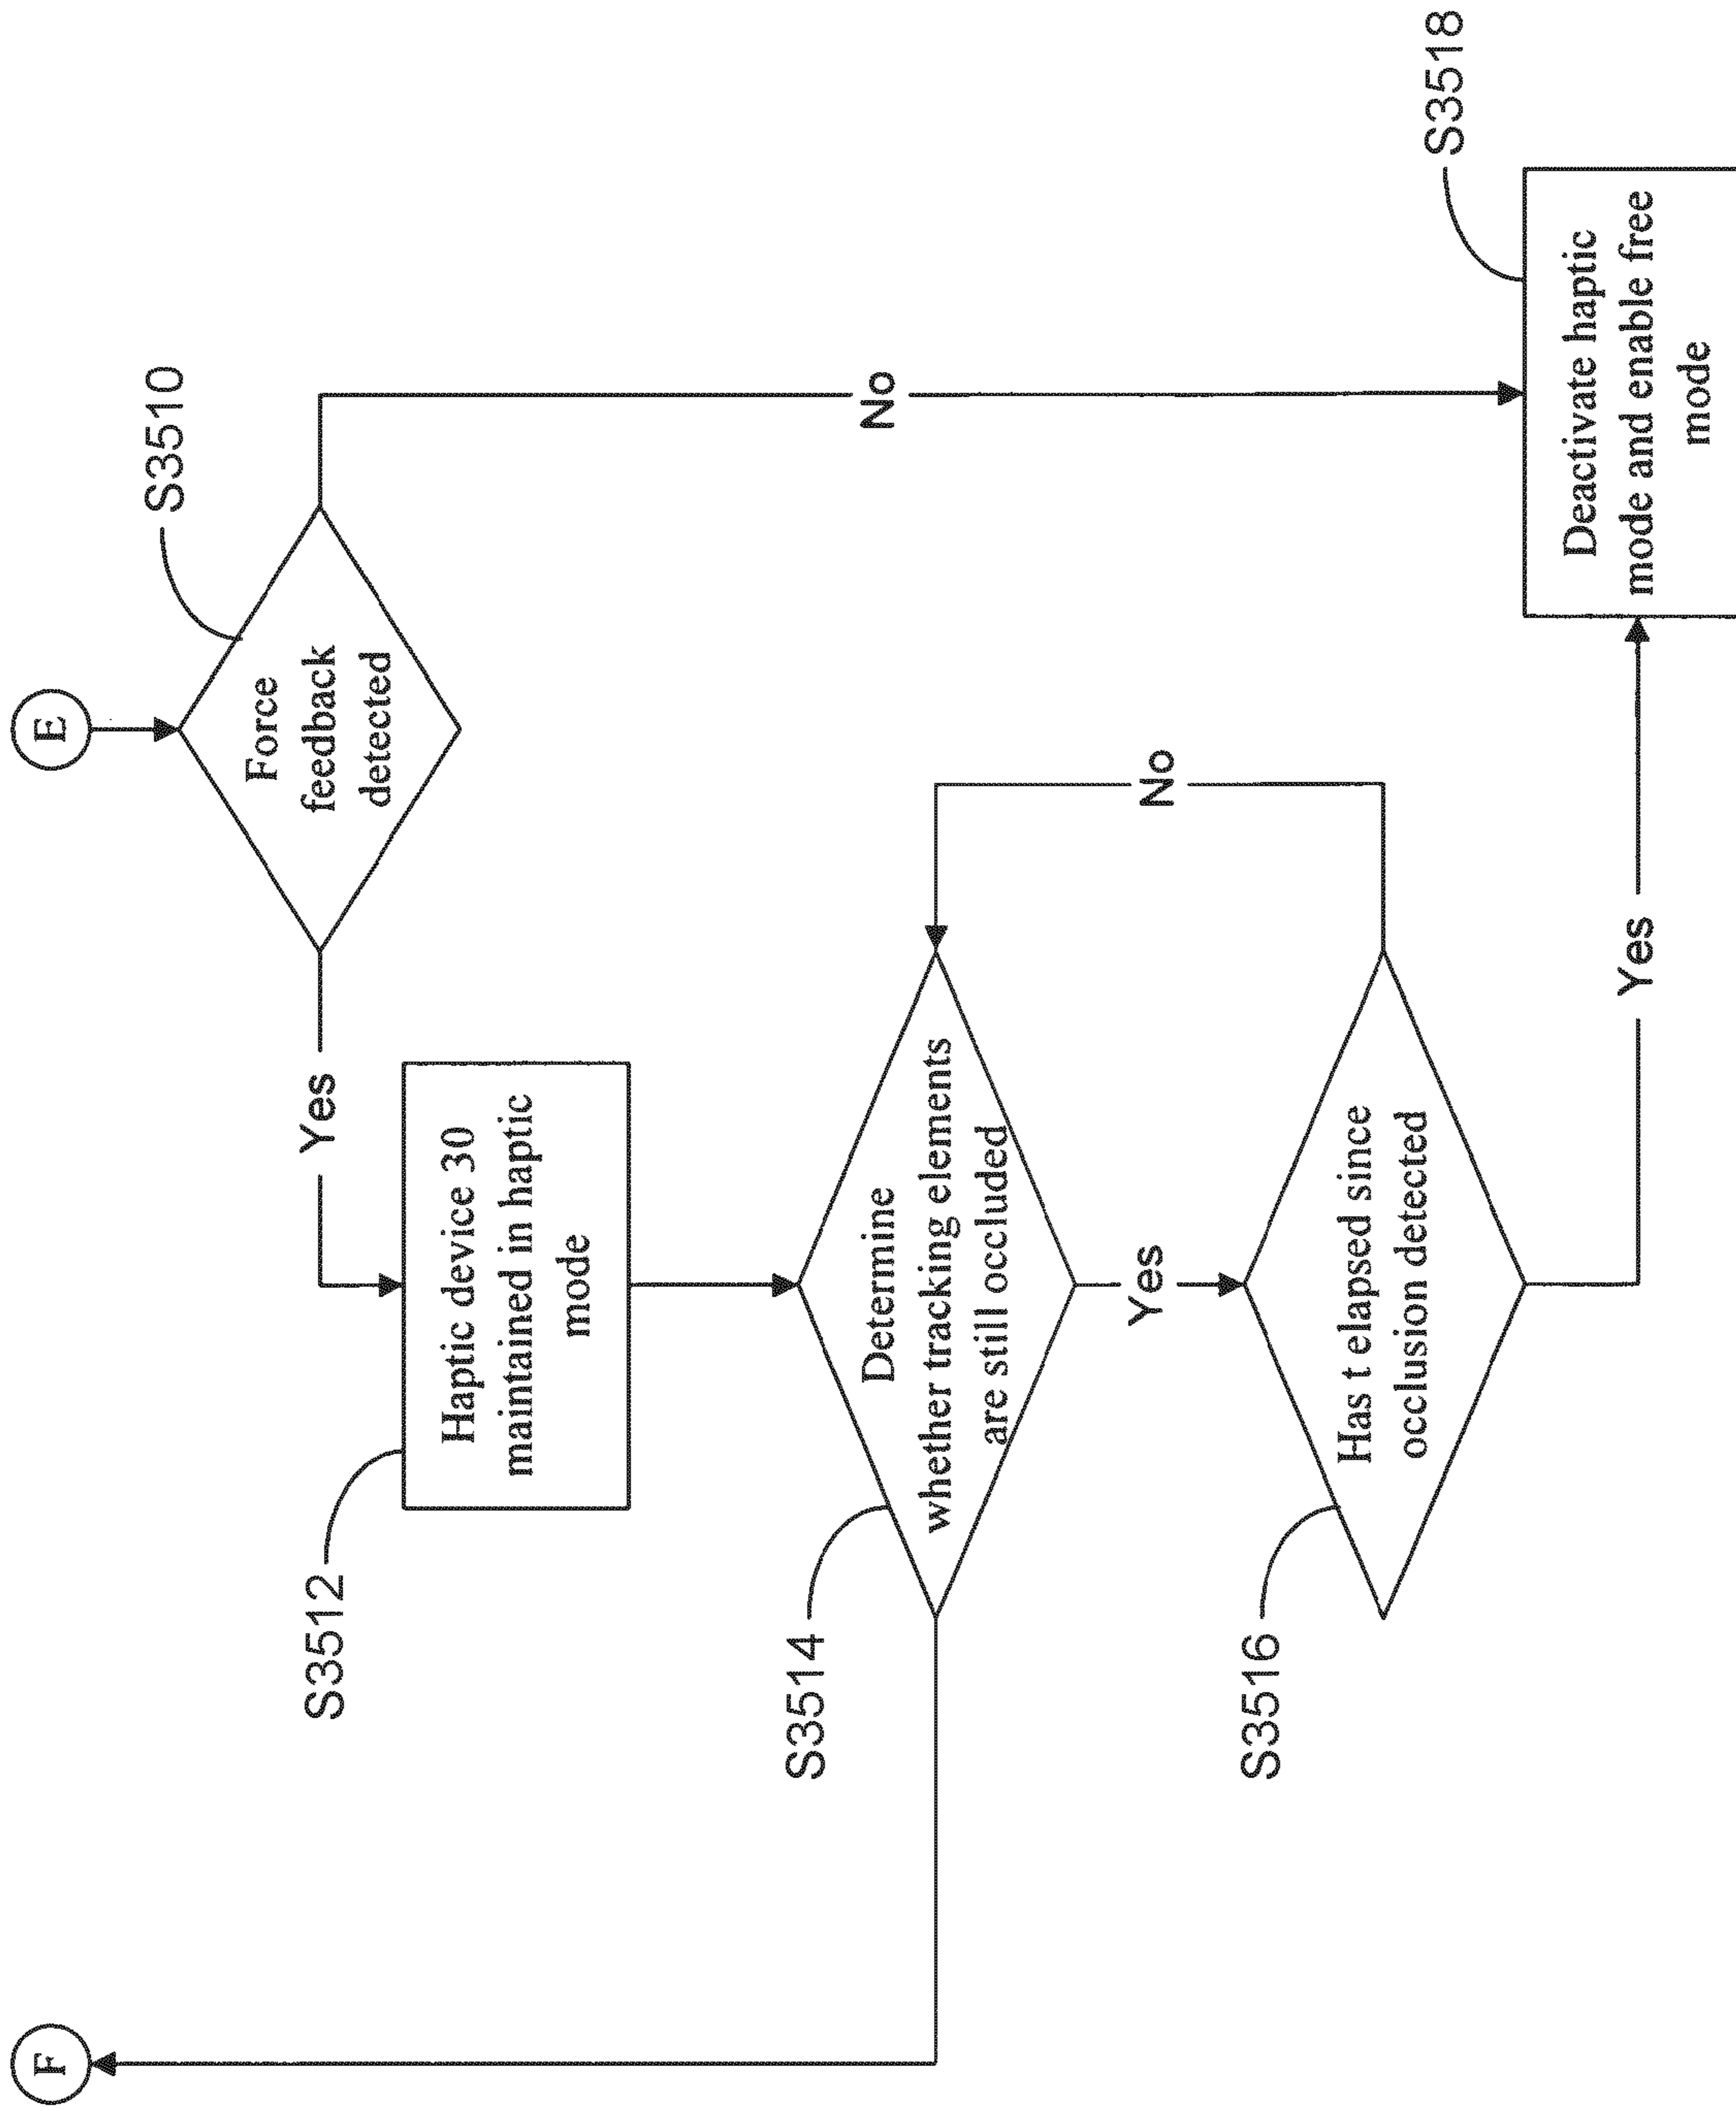 E
S3510
Force
feedback
detected
Yes
No
S3512
Haptic device 30
maintained in haptic
mode
F
S3514
Determine
whether tracking elements
are still occluded
No
Yes
S3516
Has t elapsed since
occlusion detected
Yes
S3518
Deactivate haptic
mode and enable free
mode